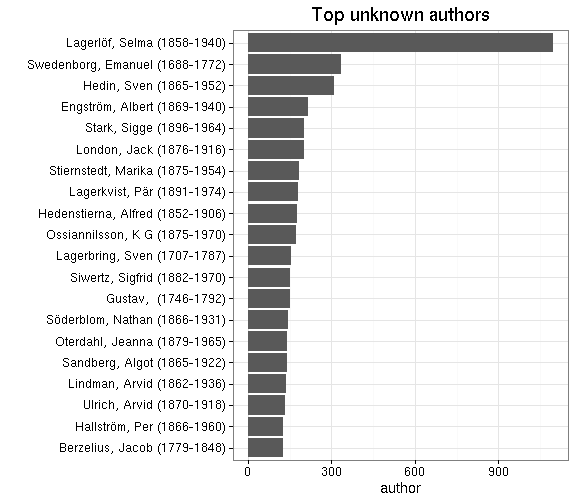 Top unknown authors
Lagerlöf, Selma (1858-1940)
Swedenborg, Emanuel (1688-1772)
Hedin, Sven (1865-1952)
Engström, Albert (1869-1940)
Stark, Sigge (1896-1964)
London, Jack (1876-1916)
Stiernstedt, Marika (1875-1954)
Lagerkvist, Pär (1891-1974)
Hedenstierna, Alfred (1852-1906)
Ossiannilsson, K G (1875-1970)
Lagerbring, Sven (1707-1787)
Siwertz, Sigfrid (1882-1970)
Gustav,  (1746-1792)
Söderblom, Nathan (1866-1931)
Oterdahl, Jeanna (1879-1965)
Sandberg, Algot (1865-1922)
Lindman, Arvid (1862-1936)
Ulrich, Arvid (1870-1918)
Hallström, Per (1866-1960)
Berzelius, Jacob (1779-1848)
0 300 600 900
author